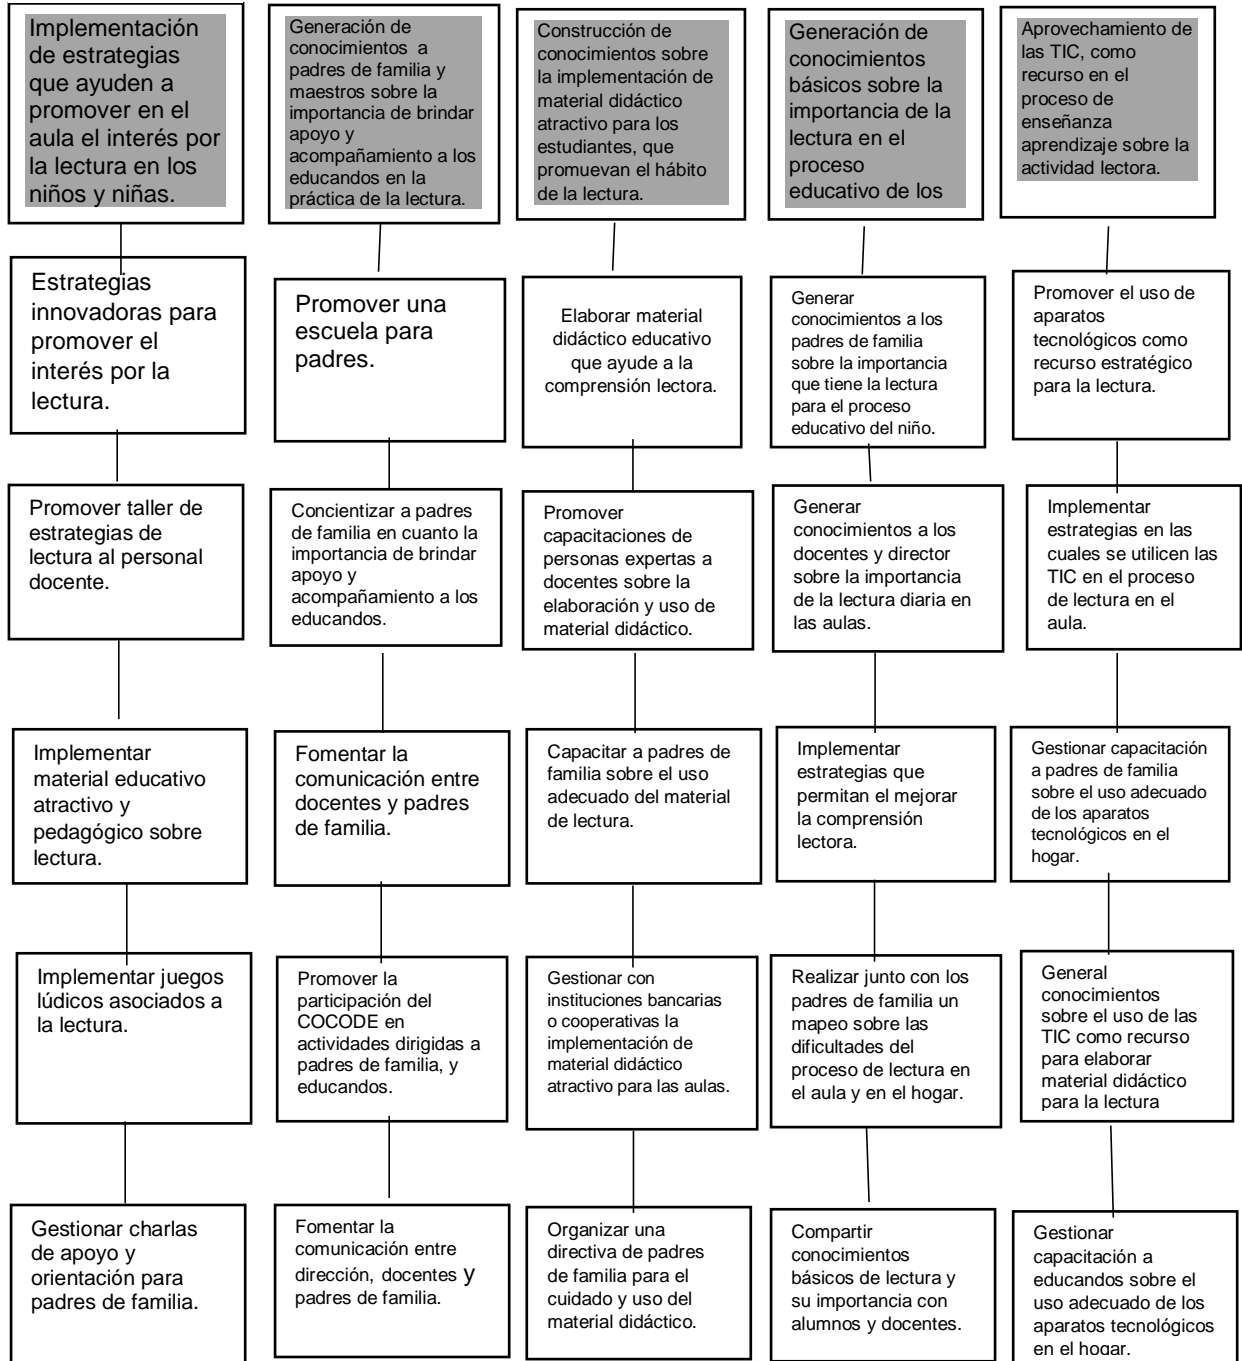 Implementación
de estrategias
que ayuden a
promover en el
aula el interés por
la lectura en los
niños y niñas.
Generación de
conocimientos a
padres de familia y
maestros sobre la
importancia de brindar
apoyo y
acompañamiento a los
educandos en la
práctica de la lectura.
Construcción de
conocimientos sobre
la implementación de
material didáctico
atractivo para los
estudiantes, que
promuevan el hábito
de la lectura.
Generación de
conocimientos
básicos sobre la
importancia de la
lectura en el
proceso
educativo de los
Aprovechamiento de
las TIC, como
recurso en el
proceso de
enseñanza
aprendizaje sobre la
actividad lectora.
Estrategias
innovadoras para
promover el
interés por la
lectura.
Promover una
escuela para
padres.
Elaborar material
didáctico educativo
que ayude a la
comprensión lectora.
Generar
conocimientos a los
padres de familia
sobre la importancia
que tiene la lectura
para el proceso
educativo del niño.
Promover el uso de
aparatos
tecnológicos como
recurso estratégico
para la lectura.
Promover taller de
estrategias de
lectura al personal
docente.
Concientizar a padres
de familia en cuanto la
importancia de brindar
apoyo y
acompañamiento a los
educandos.
Promover
capacitaciones de
personas expertas a
docentes sobre la
elaboración y uso de
material didáctico.
Generar
conocimientos a los
docentes y director
sobre la importancia
de la lectura diaria en
las aulas.
Implementar
estrategias en las
cuales se utilicen las
TIC en el proceso
de lectura en el
aula.
Implementar
material educativo
atractivo y
pedagógico sobre
lectura.
Fomentar la
comunicación entre
docentes y padres
de familia.
Capacitar a padres de
familia sobre el uso
adecuado del material
de lectura.
Implementar
estrategias que
permitan el mejorar
la comprensión
lectora.
Gestionar capacitación
a padres de familia
sobre el uso adecuado
de los aparatos
tecnológicos en el
hogar.
Implementar juegos
lúdicos asociados a
la lectura.
Promover la
participación del
COCODE en
actividades dirigidas a
padres de familia, y
educandos.
Gestionar con
instituciones bancarias
o cooperativas la
implementación de
material didáctico
atractivo para las aulas.
Realizar junto con los
padres de familia un
mapeo sobre las
dificultades del
proceso de lectura en
el aula y en el hogar.
General
conocimientos
sobre el uso de las
TIC como recurso
para elaborar
material didáctico
para la lectura
Gestionar charlas
de apoyo y
orientación para
padres de familia.
Fomentar la
comunicación entre
dirección, docentes y
padres de familia.
Organizar una
directiva de padres
de familia para el
cuidado y uso del
material didáctico.
Compartir
conocimientos
básicos de lectura y
su importancia con
alumnos y docentes.
Gestionar
capacitación a
educandos sobre el
uso adecuado de los
aparatos tecnológicos
en el hogar.